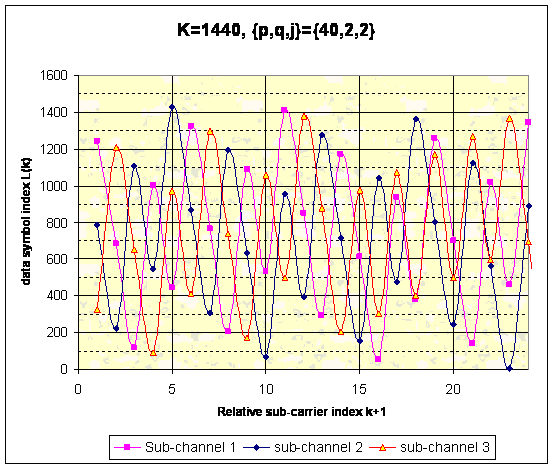 K=1440, {p,q,j}={40,2,2}
data symbol index L(k)
1600
1400
1200
1000
800
600
400
200
0
0 5 10 15 20
Relative sub-carrier index k+1
Sub-channel 1 sub-channel 2 sub-channel 3